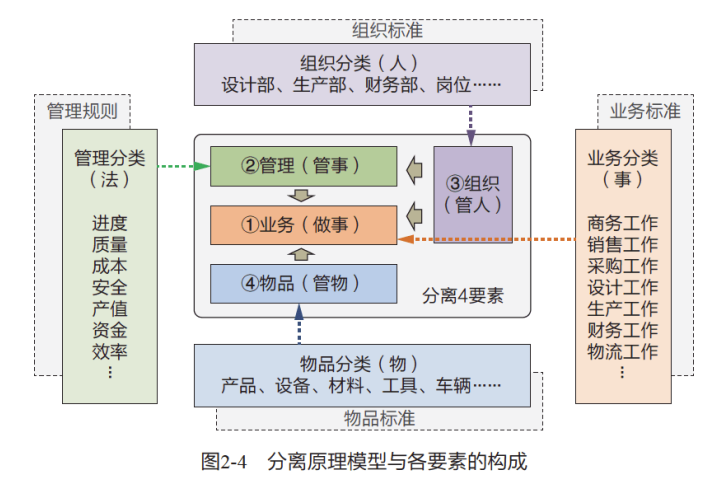 组织标准
组织分类（人）
设计部、生产部、财务部、岗位……
管理规则
管理分类
（法）
进度
质量
成本
安全
产值
资金
效率
⋮
②管理（管事）
①业务（做事）
④物品（管物）
③组织
（管人）
分离4要素
业务标准
业务分类
（事）
商务工作
销售工作
采购工作
设计工作
生产工作
财务工作
物流工作
⋮
物品分类（物）
产品、设备、材料、工具、车辆……
物品标准
图2-4 分离原理模型与各要素的构成